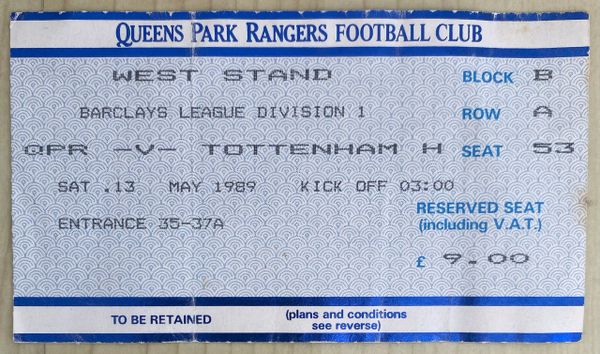 QUEENS PARK RANGERS FOOTBALL CLUB
WEST STAND BLOCK B
BARCLAYS LEAGUE DIVISION 1 ROW A
QPR -V- TOTTENHAM H SEAT 53
SAT .13 MAY 1989 KICK OFF 03:00
RESERVED SEAT
ENTRANCE 35-37A (including V.A.T.)
£ 9.00
TO BE RETAINED (plans and conditions
see reverse)